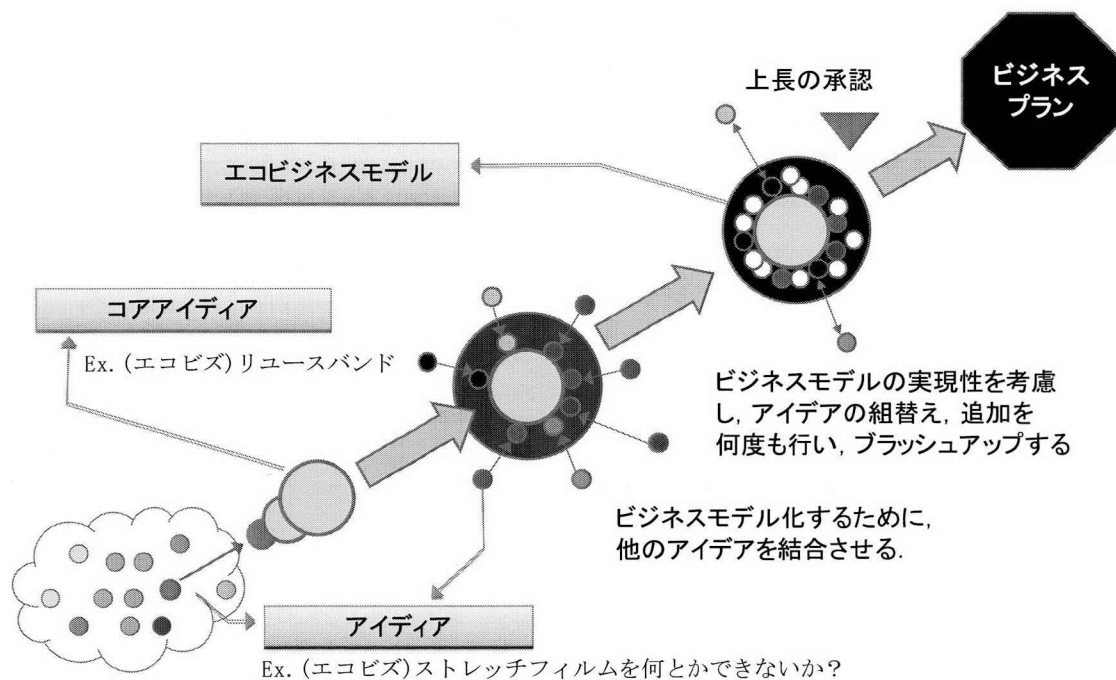 上長の承認
ビジネス
プラン
エコビジネスモデル
コアアイディア
Ex. (エコビズ)リユースバンド
ビジネスモデルの実現性を考慮
し, アイデアの組替え, 追加を
何度も行い, ブラッシュアップする
ビジネスモデル化するために,
他のアイデアを結合させる.
アイディア
Ex. (エコビズ)ストレッチフィルムを何とかできないか？